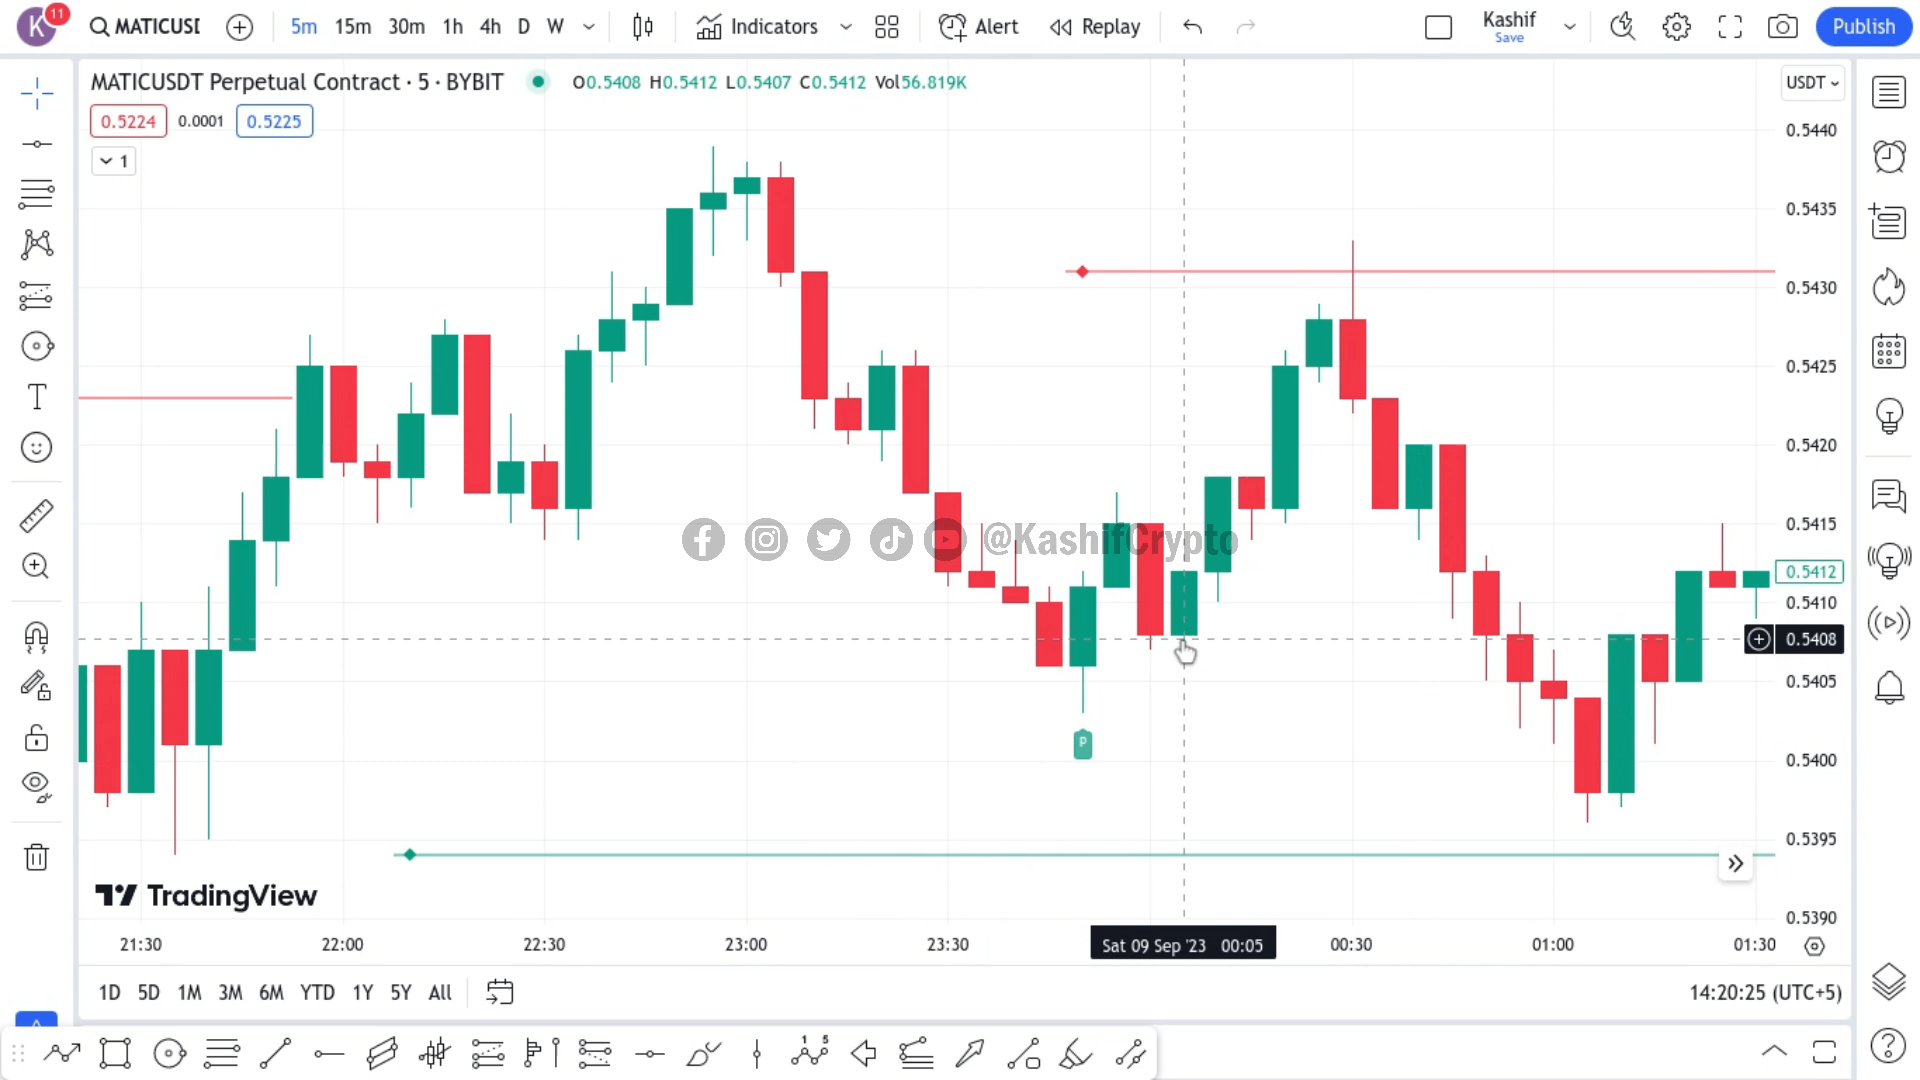 K 11 MATICUSD 5m 15m 30m 1h 4h D W Indicators Alert Replay Kashif Save Publish
MATICUSDT Perpetual Contract · 5 · BYBIT O0.5408 H0.5412 L0.5407 C0.5412 Vol56.819K USDT
0.5224 0.0001 0.5225
1
0.5440
0.5435
0.5430
0.5425
0.5420
0.5415
@KashifCrypto
0.5412
0.5410
0.5408
0.5405
P
0.5400
0.5395
TradingView
0.5390
21:30 22:00 22:30 23:00 23:30 Sat 09 Sep '23 00:05 00:30 01:00 01:30
1D 5D 1M 3M 6M YTD 1Y 5Y All 14:20:25 (UTC+5)
1 5